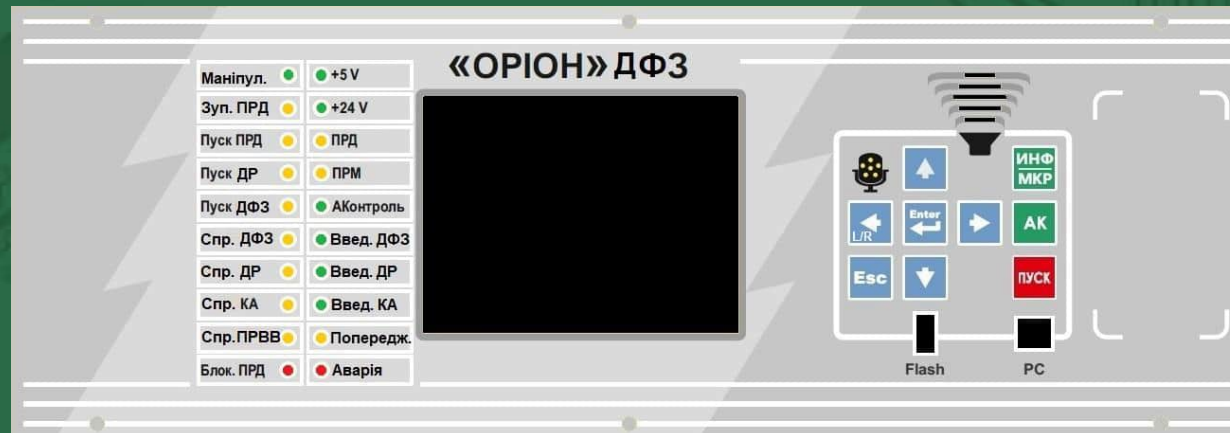 «ОРІОН» ДФЗ
Маніпул. +5 V
Зуп. ПРД +24 V
Пуск ПРД ПРД
Пуск ДР ПРМ
Пуск ДФЗ АКонтроль
Спр. ДФЗ Введ. ДФЗ
Спр. ДР Введ. ДР
Спр. КА Введ. КА
Спр.ПРВВ Попередж.
Блок. ПРД Аварія
ИНФ
МКР
L/R
Enter
АК
Esc
ПУСК
Flash
PC